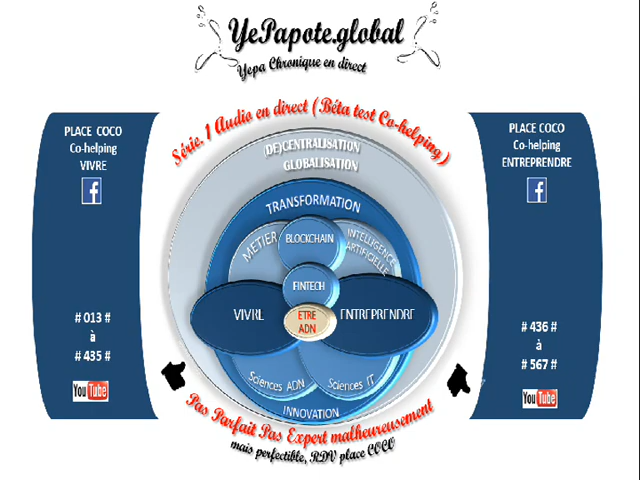 YePapote.global
Yepa Chronique en direct
Série. 1 Audio en direct (Béta test Co-helping)
PLACE COCO
Co-helping
VIVRE
f
# 013 #
à
# 435 #
YouTube
(DE)CENTRALISATION
GLOBALISATION
TRANSFORMATION
METIER
BLOCKCHAIN
INTELLIGENCE
ARTIFICIELLE
FINTECH
VIVRE
ETRE
ADN
ENTREPRENDRE
Sciences ADN
Sciences IT
INNOVATION
PLACE COCO
Co-helping
ENTREPRENDRE
f
# 436 #
à
# 567 #
YouTube
Pas Parfait Pas Expert malheureusement
mais perfectible, RDV place COCO